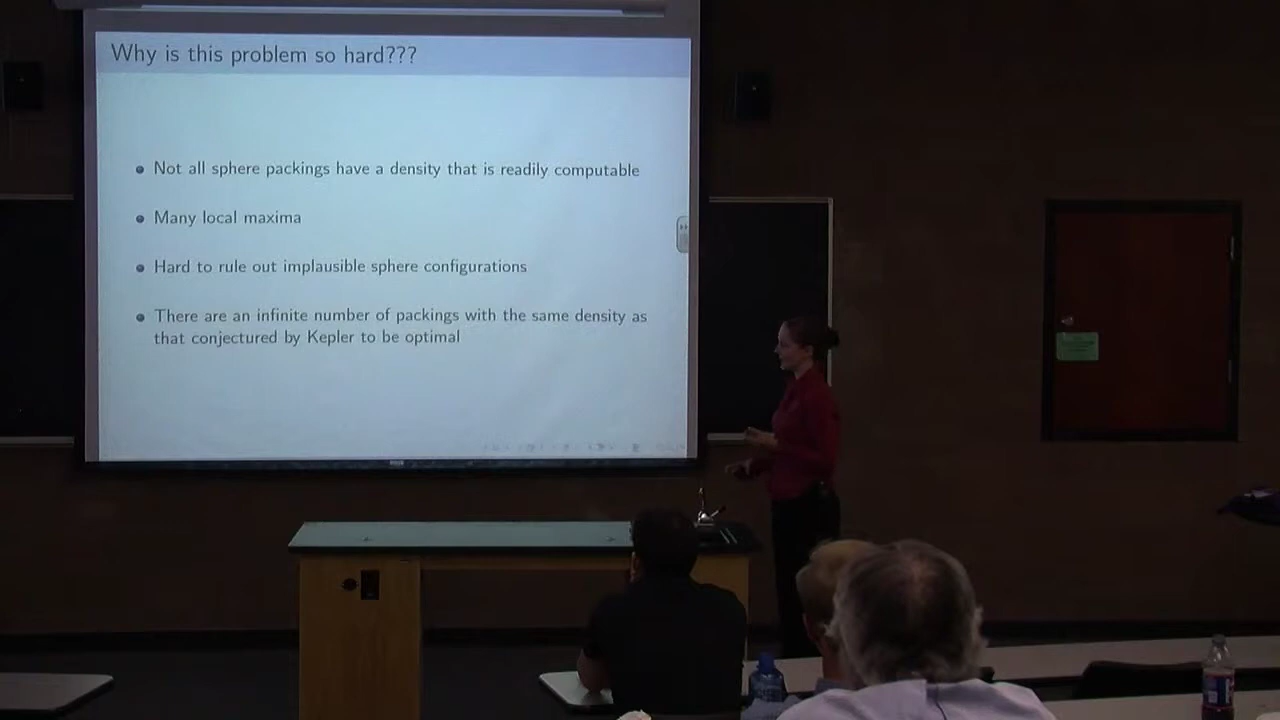 Why is this problem so hard???
Not all sphere packings have a density that is readily computable
Many local maxima
Hard to rule out implausible sphere configurations
There are an infinite number of packings with the same density as
that conjectured by Kepler to be optimal